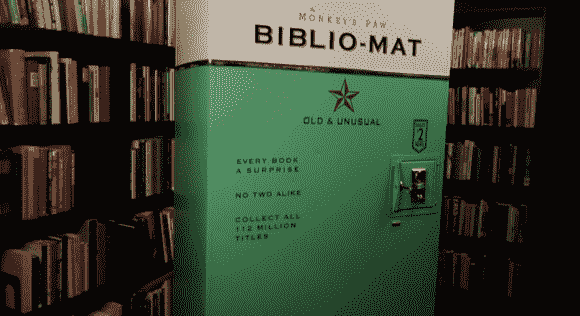 The
MONKEY'S PAW
BIBLIO-MAT
OLD & UNUSUAL
2
EVERY BOOK
A SURPRISE
NO TWO ALIKE
COLLECT ALL
112 MILLION
TITLES